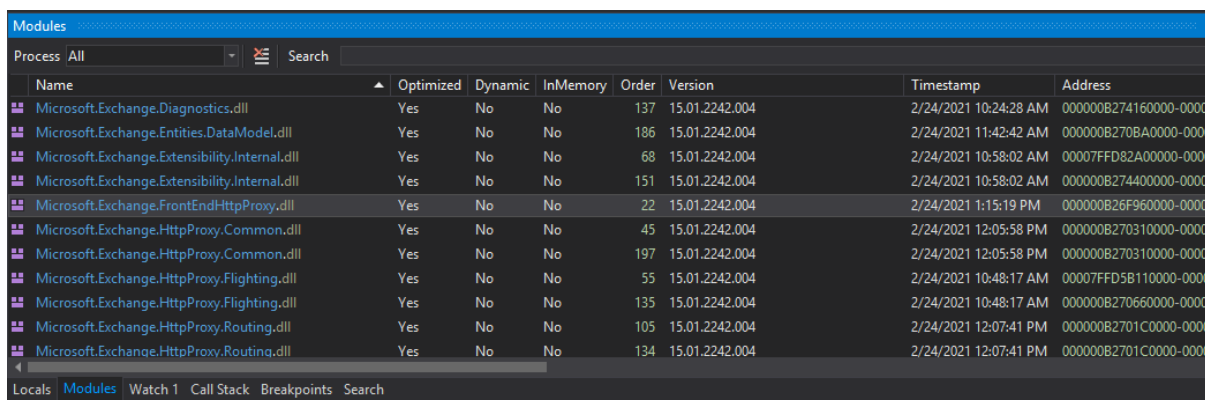 Modules
Process All Search
Name Optimized Dynamic InMemory Order Version Timestamp Address
Microsoft.Exchange.Diagnostics.dll Yes No No 137 15.01.2242.004 2/24/2021 10:24:28 AM 000000B274160000-0000
Microsoft.Exchange.Entities.DataModel.dll Yes No No 186 15.01.2242.004 2/24/2021 11:42:42 AM 000000B270BA0000-000
Microsoft.Exchange.Extensibility.Internal.dll Yes No No 68 15.01.2242.004 2/24/2021 10:58:02 AM 00007FFD82A00000-000
Microsoft.Exchange.Extensibility.Internal.dll Yes No No 151 15.01.2242.004 2/24/2021 10:58:02 AM 000000B274400000-0000
Microsoft.Exchange.FrontEndHttpProxy.dll Yes No No 22 15.01.2242.004 2/24/2021 1:15:19 PM 000000B26F960000-0000
Microsoft.Exchange.HttpProxy.Common.dll Yes No No 45 15.01.2242.004 2/24/2021 12:05:58 PM 000000B270310000-0000
Microsoft.Exchange.HttpProxy.Common.dll Yes No No 197 15.01.2242.004 2/24/2021 12:05:58 PM 000000B270310000-0000
Microsoft.Exchange.HttpProxy.Flighting.dll Yes No No 55 15.01.2242.004 2/24/2021 10:48:17 AM 00007FFD5B110000-000
Microsoft.Exchange.HttpProxy.Flighting.dll Yes No No 135 15.01.2242.004 2/24/2021 10:48:17 AM 000000B270660000-0000
Microsoft.Exchange.HttpProxy.Routing.dll Yes No No 105 15.01.2242.004 2/24/2021 12:07:41 PM 000000B2701C0000-000
Microsoft.Exchange.HttpProxy.Routing.dll Yes No No 134 15.01.2242.004 2/24/2021 12:07:41 PM 000000B2701C0000-000
Locals Modules Watch 1 Call Stack Breakpoints Search